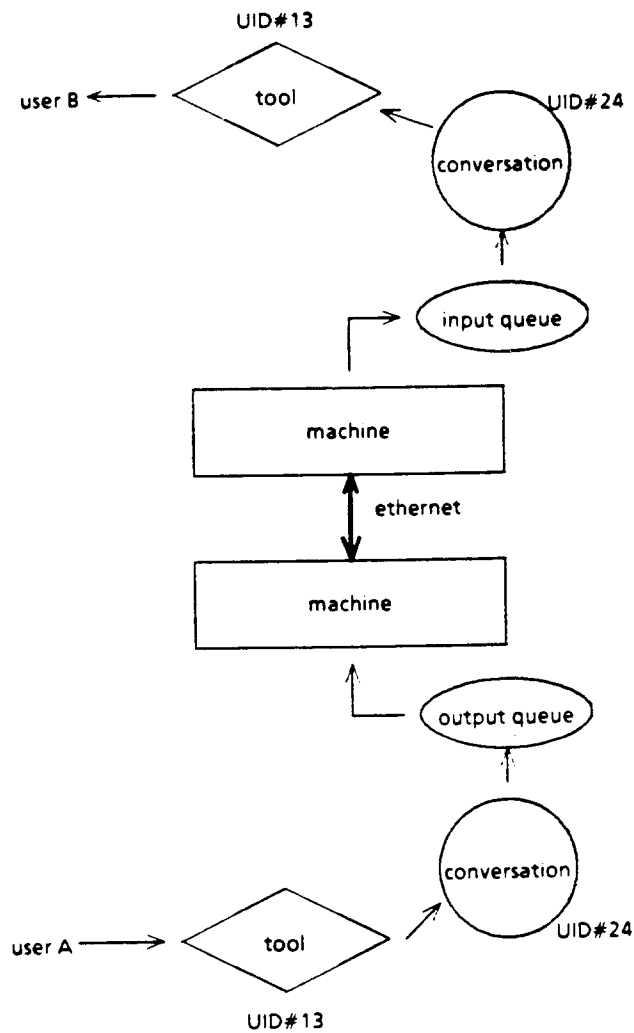 UID#13
tool
user B
UID#24
conversation
input queue
machine
ethernet
machine
output queue
conversation
UID#24
user A
tool
UID#13